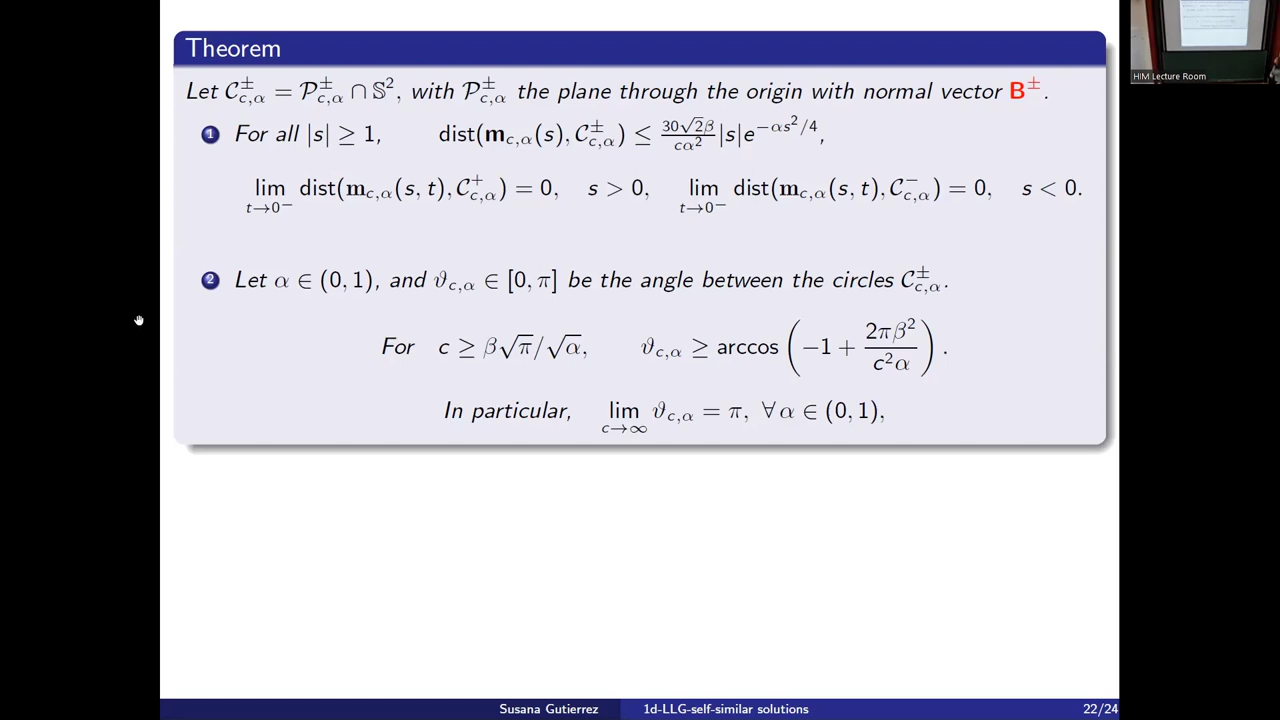 HIM Lecture Room
Theorem
Let 𝒞±_{c,α} = 𝒫±_{c,α} ∩ 𝕊², with 𝒫±_{c,α} the plane through the origin with normal vector B±.
1 For all |s| ≥ 1, dist(m_{c,α}(s), 𝒞±_{c,α}) ≤ 30√2β/cα² |s|e^{−αs²/4},
lim_{t→0⁻} dist(m_{c,α}(s, t), 𝒞⁺_{c,α}) = 0, s > 0, lim_{t→0⁻} dist(m_{c,α}(s, t), 𝒞⁻_{c,α}) = 0, s < 0.
2 Let α ∈ (0, 1), and ϑ_{c,α} ∈ [0, π] be the angle between the circles 𝒞±_{c,α}.
For c ≥ β√π/√α, ϑ_{c,α} ≥ arccos (−1 + 2πβ²/c²α).
In particular, lim_{c→∞} ϑ_{c,α} = π, ∀ α ∈ (0, 1),
Susana Gutierrez 1d-LLG-self-similar solutions 22/24